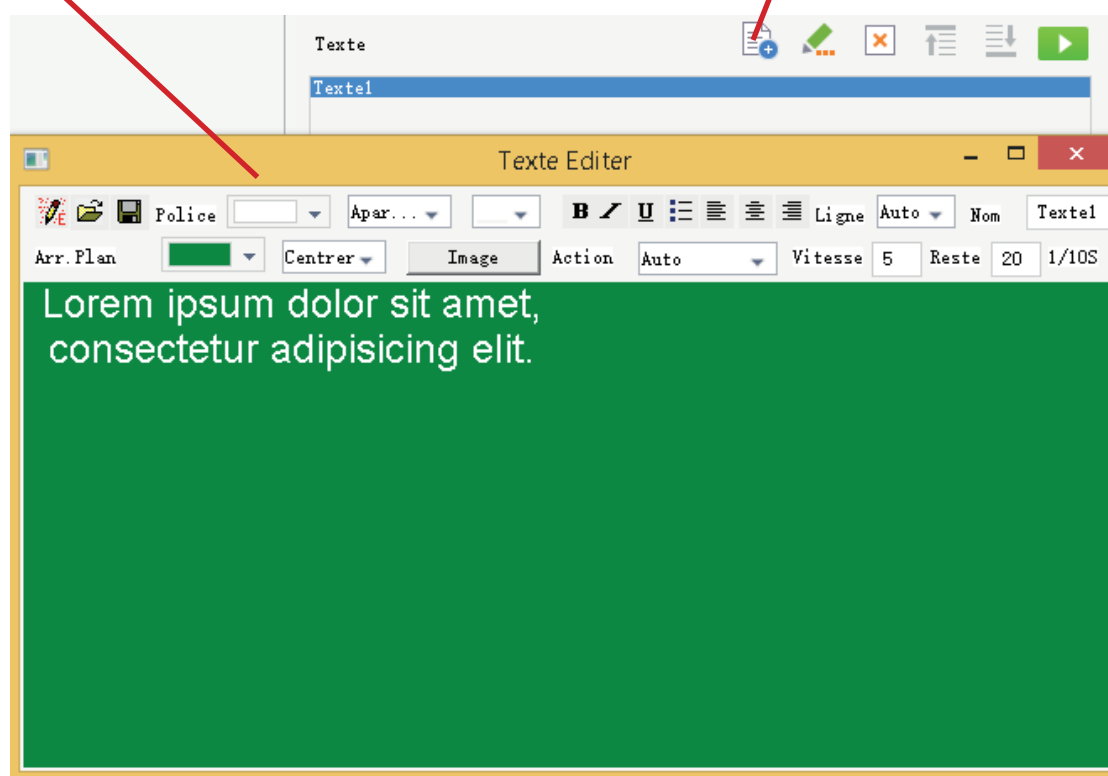 Texte
Texte1
Texte Editer
E Police Apar... B I U Ligne Auto Nom Texte1
Arr.Plan Centrer Image Action Auto Vitesse 5 Reste 20 1/10S
Lorem ipsum dolor sit amet,
consectetur adipisicing elit.